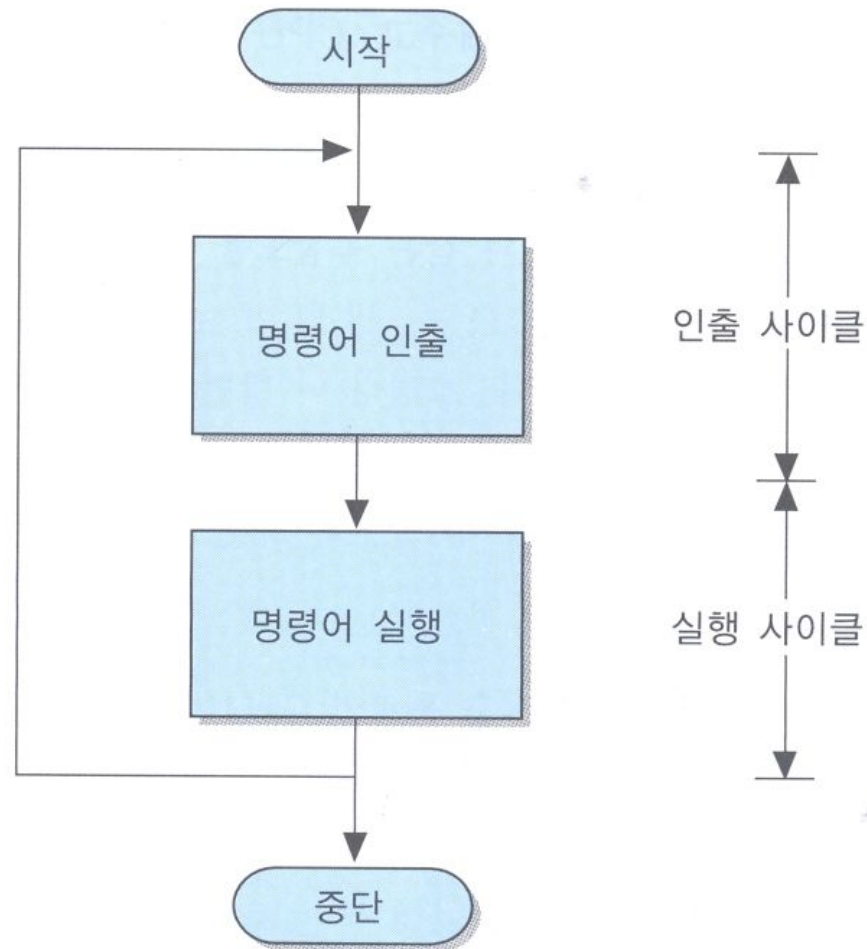 시작
명령어 인출
인출 사이클
명령어 실행
실행 사이클
중단